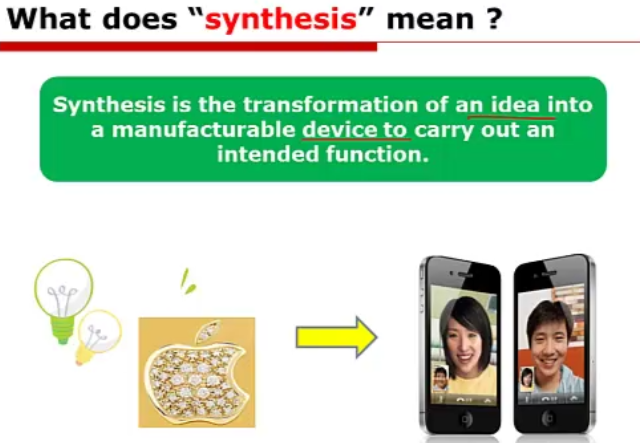 What does “synthesis” mean ?
Synthesis is the transformation of an idea into
a manufacturable device to carry out an
intended function.